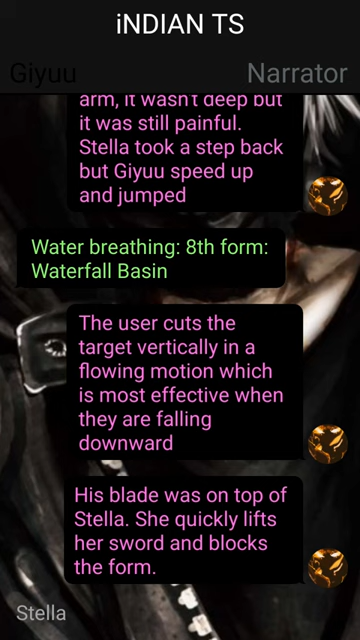 iNDIAN TS
Giyuu
Narrator
arm, it wasn't deep but
it was still painful.
Stella took a step back
but Giyuu speed up
and jumped
Water breathing: 8th form:
Waterfall Basin
The user cuts the
target vertically in a
flowing motion which
is most effective when
they are falling
downward
His blade was on top of
Stella. She quickly lifts
her sword and blocks
the form.
Stella